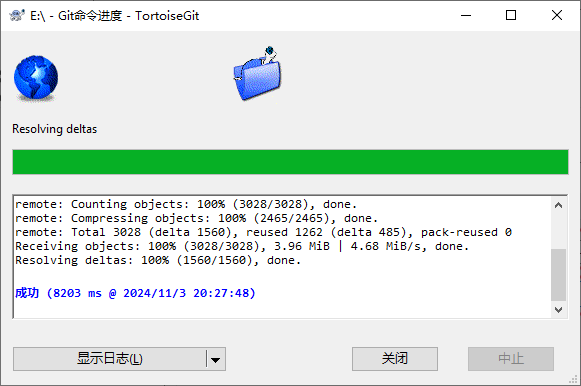 E:\ - Git命令进度 - TortoiseGit
Resolving deltas
remote: Counting objects: 100% (3028/3028), done.
remote: Compressing objects: 100% (2465/2465), done.
remote: Total 3028 (delta 1560), reused 1262 (delta 485), pack-reused 0
Receiving objects: 100% (3028/3028), 3.96 MiB | 4.68 MiB/s, done.
Resolving deltas: 100% (1560/1560), done.
成功 (8203 ms @ 2024/11/3 20:27:48)
显示日志(L)
关闭
中止